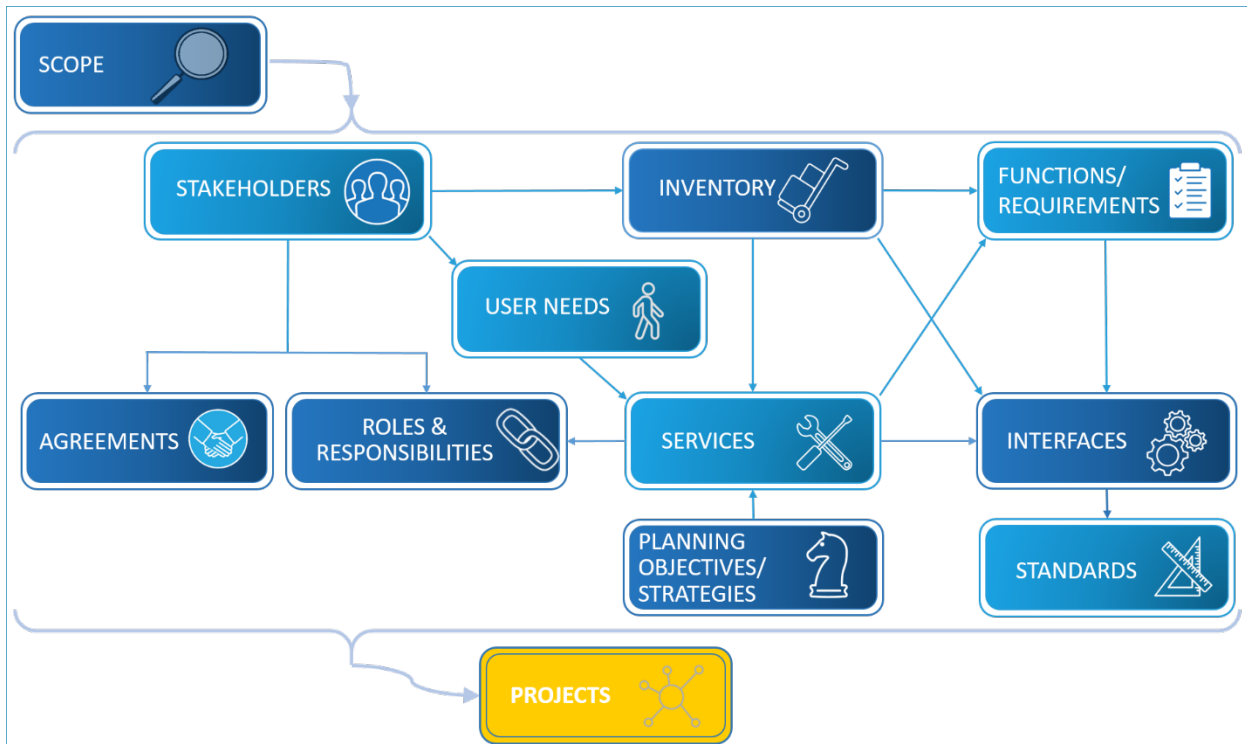 SCOPE
STAKEHOLDERS
INVENTORY
FUNCTIONS/
REQUIREMENTS
USER NEEDS
AGREEMENTS
ROLES &
RESPONSIBILITIES
SERVICES
INTERFACES
PLANNING
OBJECTIVES/
STRATEGIES
STANDARDS
PROJECTS